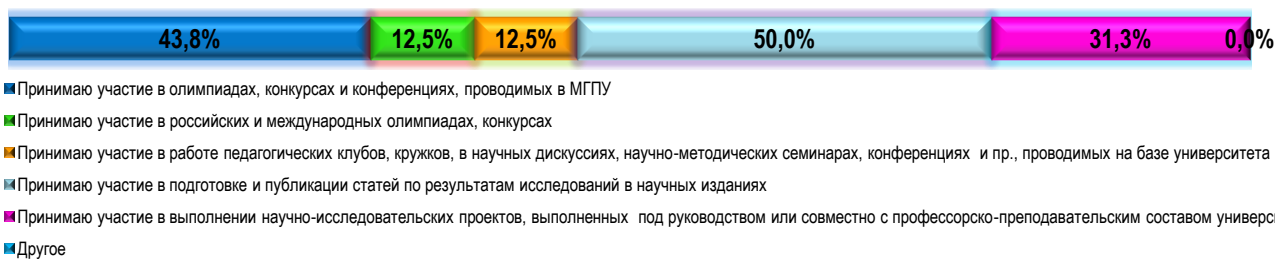 43,8% 12,5% 12,5% 50,0% 31,3% 0,0%
Принимаю участие в олимпиадах, конкурсах и конференциях, проводимых в МГПУ
Принимаю участие в российских и международных олимпиадах, конкурсах
Принимаю участие в работе педагогических клубов, кружков, в научных дискуссиях, научно-методических семинарах, конференциях и пр., проводимых на базе университета
Принимаю участие в подготовке и публикации статей по результатам исследований в научных изданиях
Принимаю участие в выполнении научно-исследовательских проектов, выполненных под руководством или совместно с профессорско-преподавательским составом
Другое